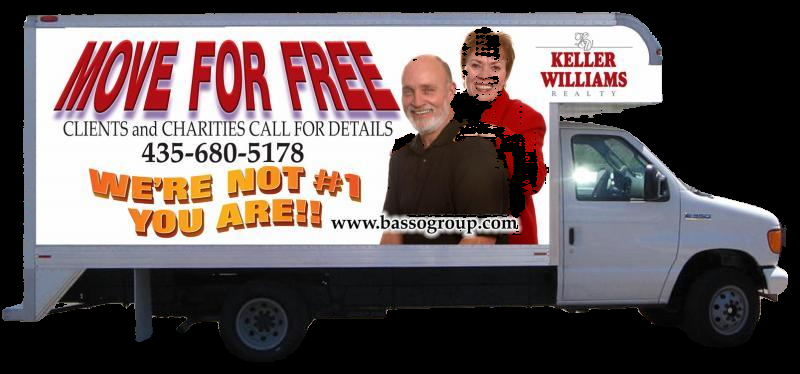 MOVE FOR FREE
CLIENTS and CHARITIES CALL FOR DETAILS
435-680-5178
WE'RE NOT #1
YOU ARE!!
www.bassogroup.com
KW
KELLER
WILLIAMS
REALTY